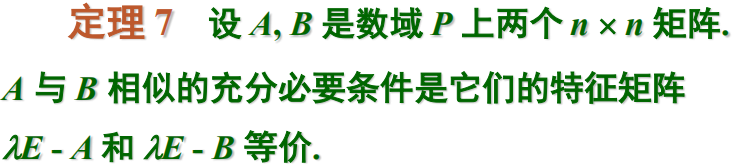 定理 7 设 A, B 是数域 P 上两个 n × n 矩阵.
A 与 B 相似的充分必要条件是它们的特征矩阵
λE - A 和 λE - B 等价.